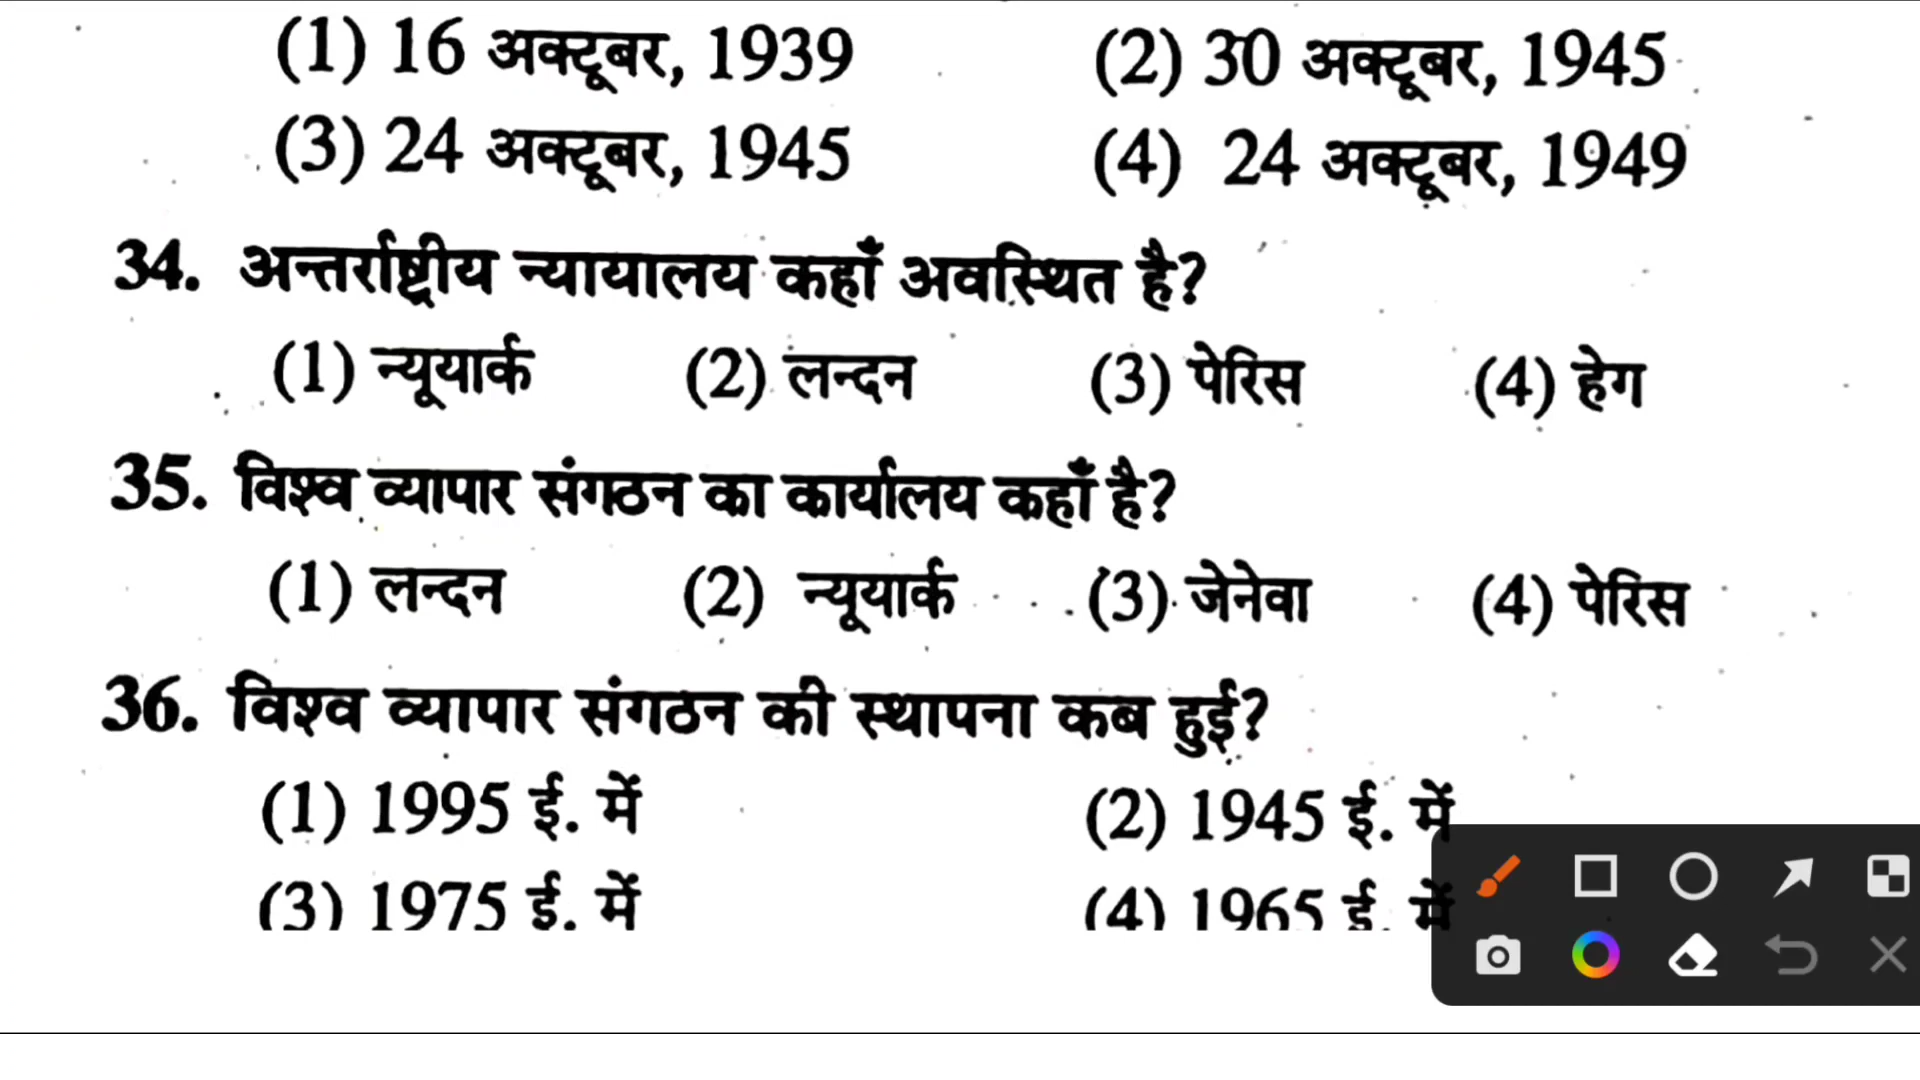 (1) 16 अक्टूबर, 1939 (2) 30 अक्टूबर, 1945
(3) 24 अक्टूबर, 1945 (4) 24 अक्टूबर, 1949
34. अन्तर्राष्ट्रीय न्यायालय कहाँ अवस्थित है?
(1) न्यूयार्क (2) लन्दन (3) पेरिस (4) हेग
35. विश्व व्यापार संगठन का कार्यालय कहाँ है?
(1) लन्दन (2) न्यूयार्क (3) जेनेवा (4) पेरिस
36. विश्व व्यापार संगठन की स्थापना कब हुई?
(1) 1995 ई. में (2) 1945 ई. में
(3) 1975 ई. में (4) 1965 ई. में